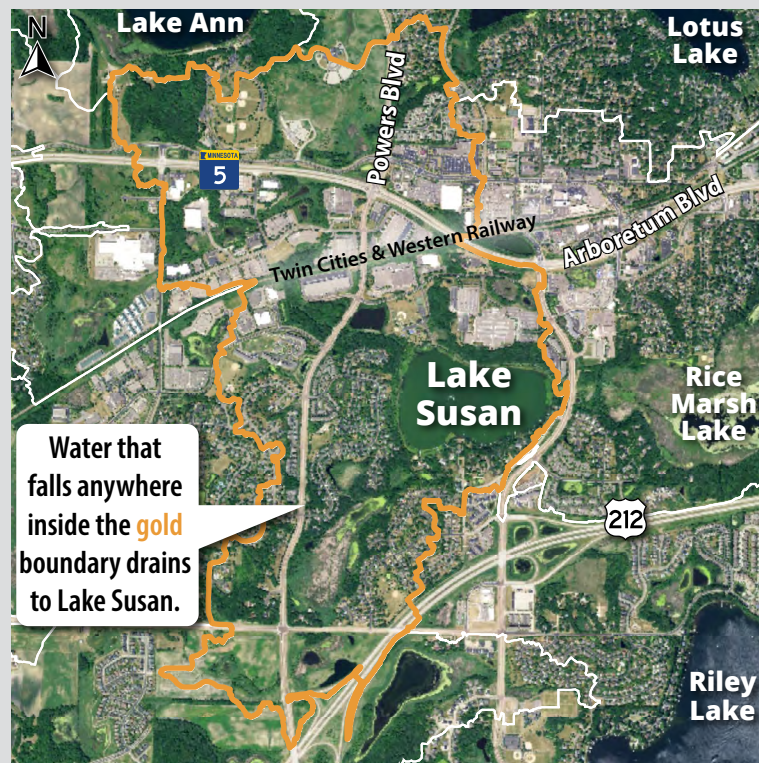 Lake Ann
Lotus
Lake
N
Powers Blvd
MINNESOTA
5
Arboretum Blvd
Twin Cities & Western Railway
Lake
Susan
Rice
Marsh
Lake
Water that
falls anywhere
inside the gold
boundary drains
to Lake Susan.
212
Riley
Lake